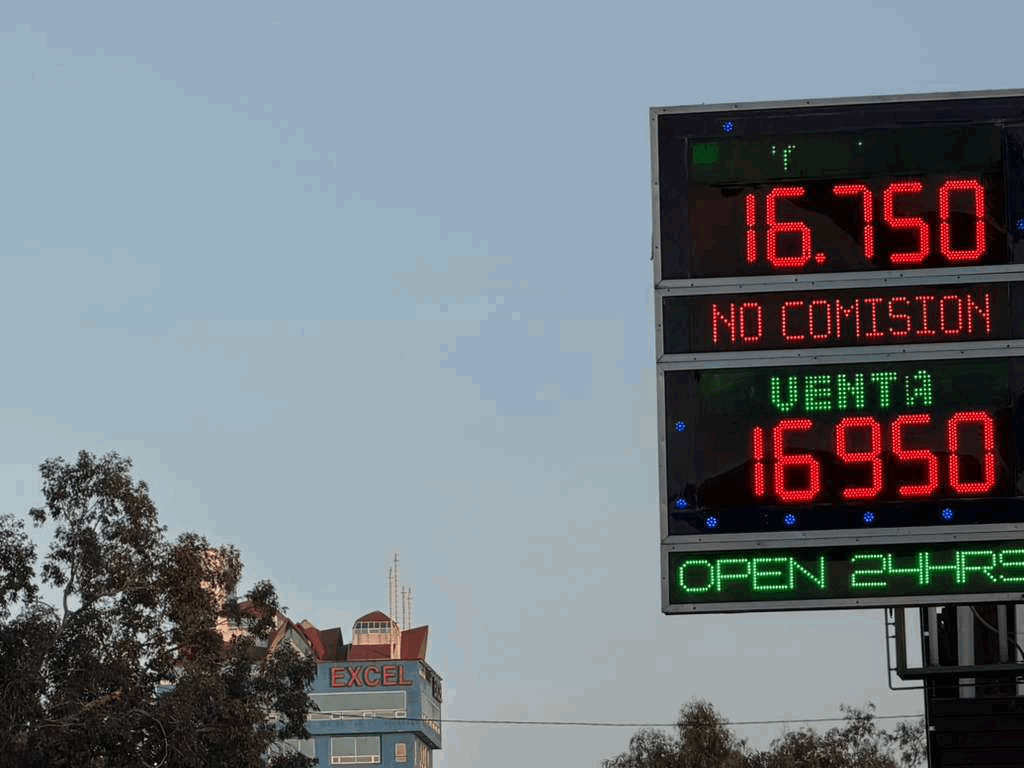 16.750
NO COMISION
VENTA
16950
OPEN 24HRS
EXCEL